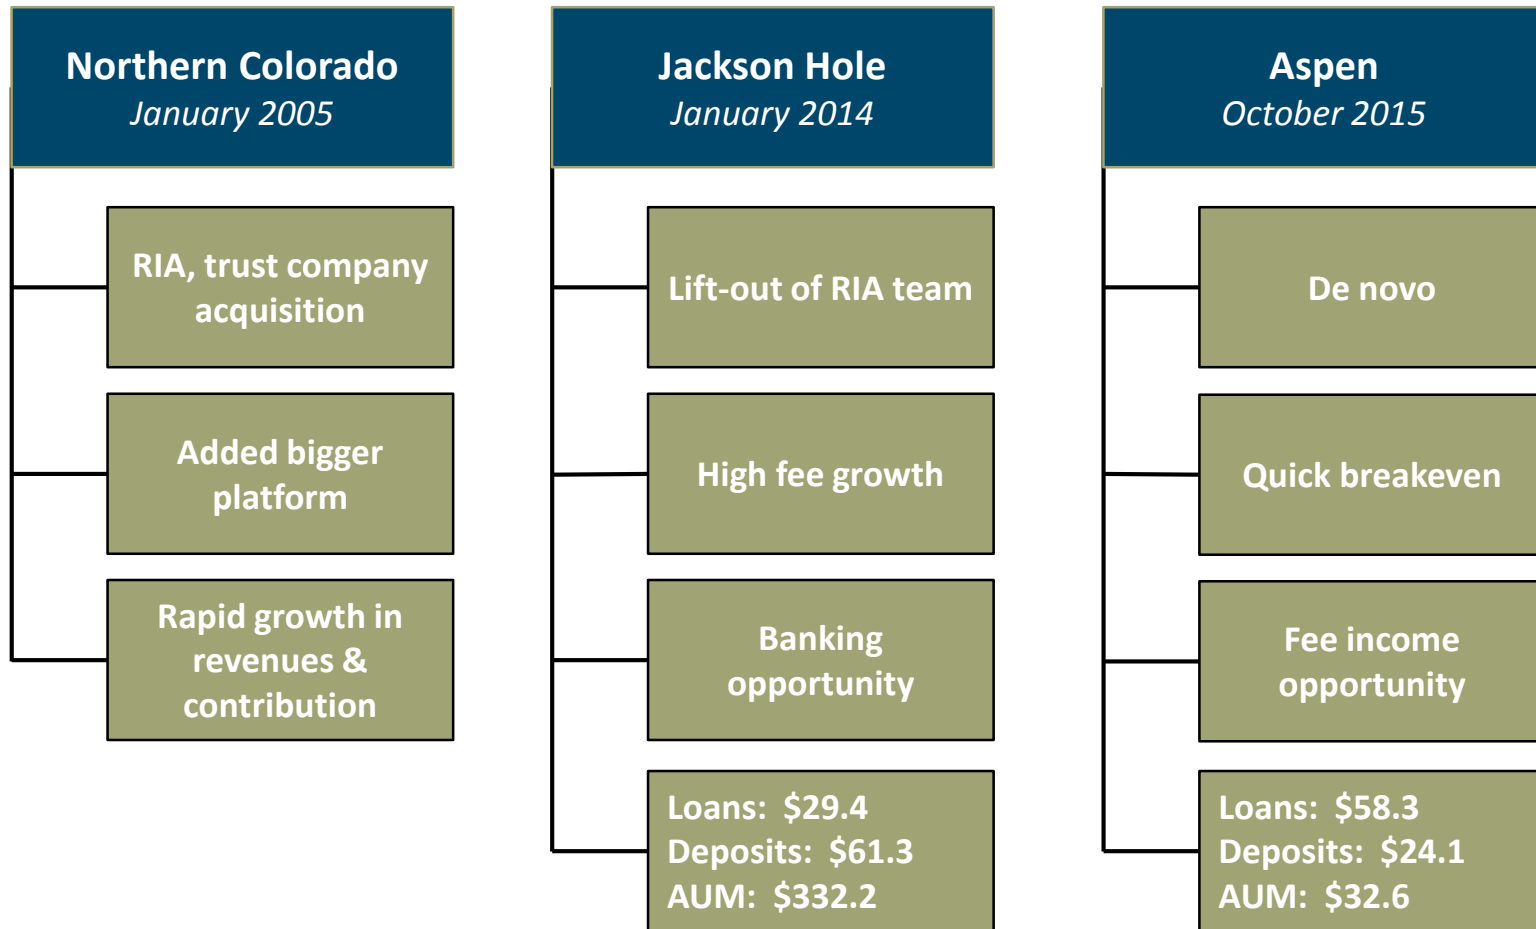 Northern Colorado
January 2005
RIA, trust company
acquisition
Added bigger
platform
Rapid growth in
revenues &
contribution
Jackson Hole
January 2014
Lift-out of RIA team
High fee growth
Banking
opportunity
Loans: $29.4
Deposits: $61.3
AUM: $332.2
Aspen
October 2015
De novo
Quick breakeven
Fee income
opportunity
Loans: $58.3
Deposits: $24.1
AUM: $32.6